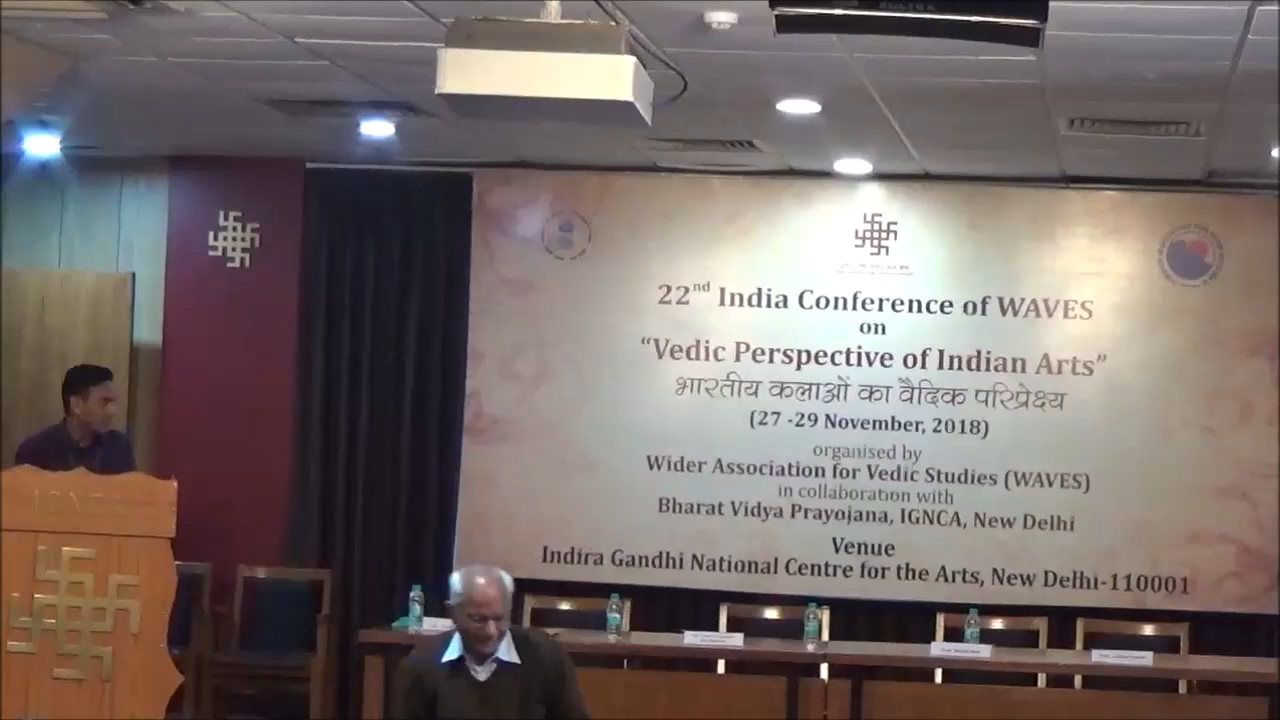 22nd India Conference of WAVES
on
“Vedic Perspective of Indian Arts”
भारतीय कलाओं का वैदिक परिप्रेक्ष्य
(27 -29 November, 2018)
organised by
Wider Association for Vedic Studies (WAVES)
in collaboration with
Bharat Vidya Prayojana, IGNCA, New Delhi
Venue
Indira Gandhi National Centre for the Arts, New Delhi-110001
IGNCA